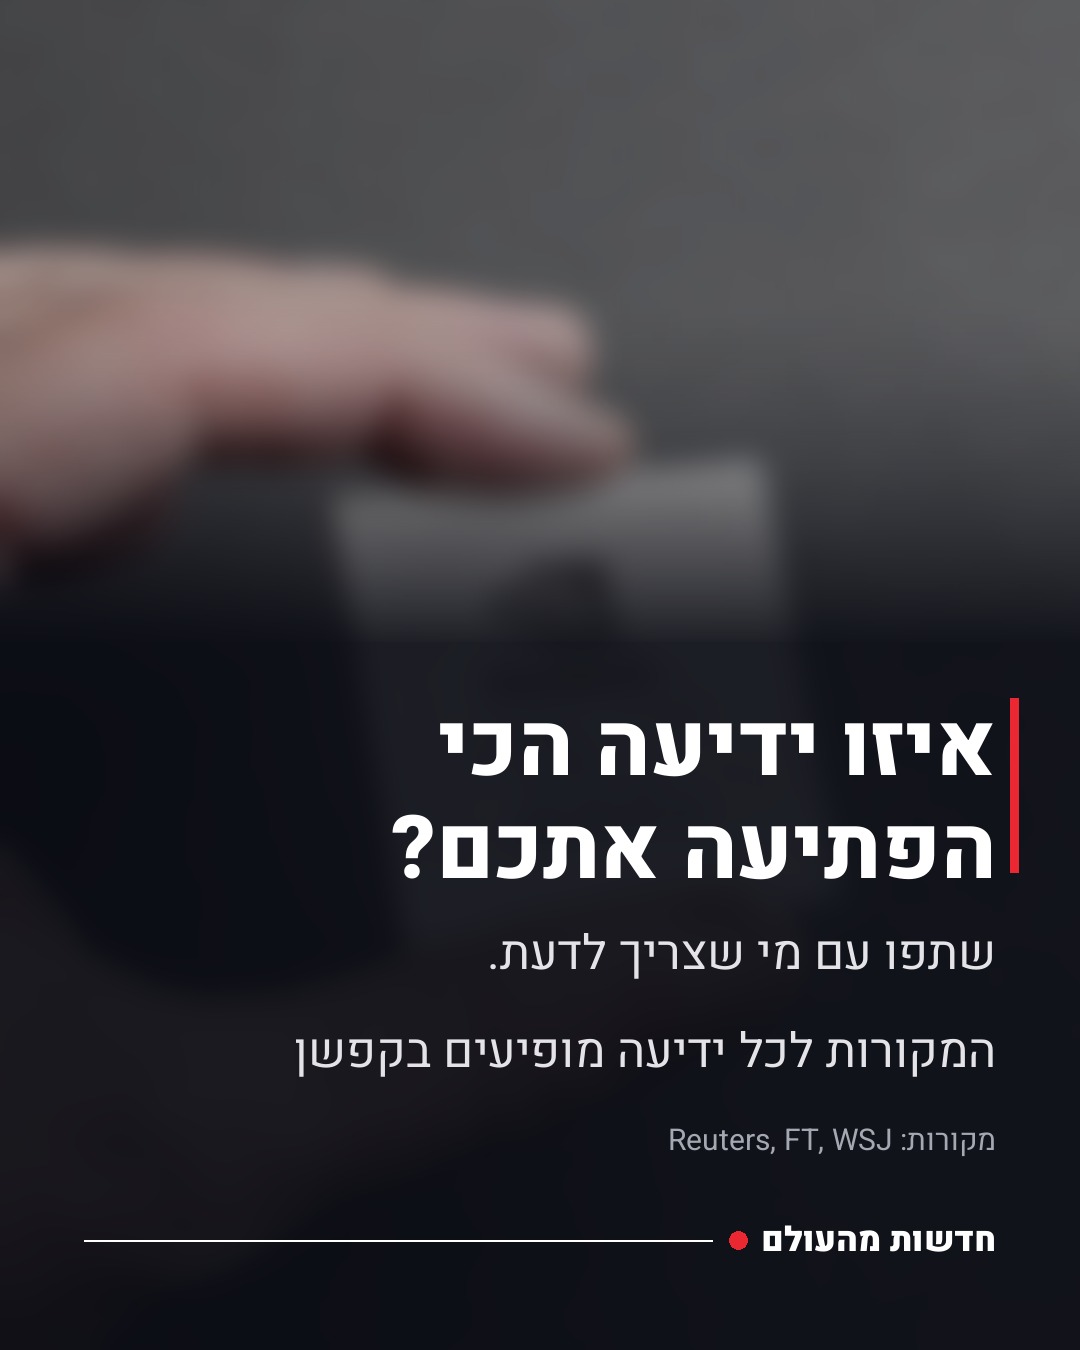 איזו ידיעה הכי
הפתיעה אתכם?
שתפו עם מי שצריך לדעת.
המקורות לכל ידיעה מופיעים בקפשן
מקורות: Reuters, FT, WSJ
חדשות מהעולם